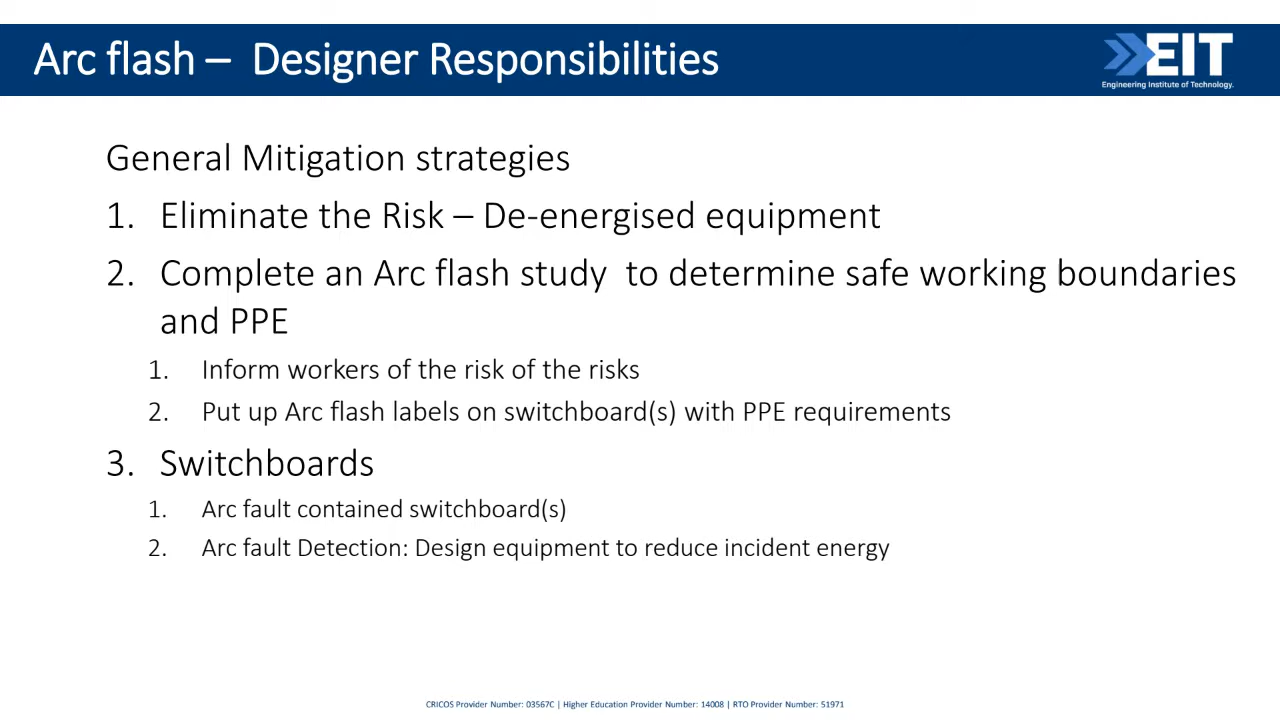 Arc flash – Designer Responsibilities
EIT
Engineering Institute of Technology.
General Mitigation strategies
1. Eliminate the Risk – De-energised equipment
2. Complete an Arc flash study to determine safe working boundaries
and PPE
1. Inform workers of the risk of the risks
2. Put up Arc flash labels on switchboard(s) with PPE requirements
3. Switchboards
1. Arc fault contained switchboard(s)
2. Arc fault Detection: Design equipment to reduce incident energy
CRICOS Provider Number: 03567C | Higher Education Provider Number: 14008 | RTO Provider Number: 51971